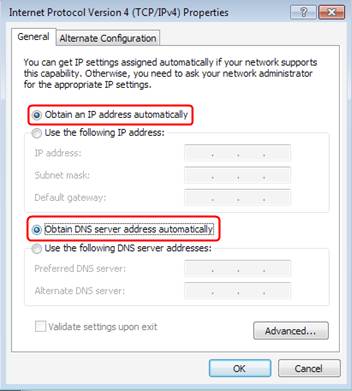 Internet Protocol Version 4 (TCP/IPv4) Properties
General
Alternate Configuration
You can get IP settings assigned automatically if your network supports
this capability. Otherwise, you need to ask your network administrator
for the appropriate IP settings.
Obtain an IP address automatically
Use the following IP address:
IP address:
Subnet mask:
Default gateway:
Obtain DNS server address automatically
Use the following DNS server addresses:
Preferred DNS server:
Alternate DNS server:
Validate settings upon exit
Advanced...
OK
Cancel